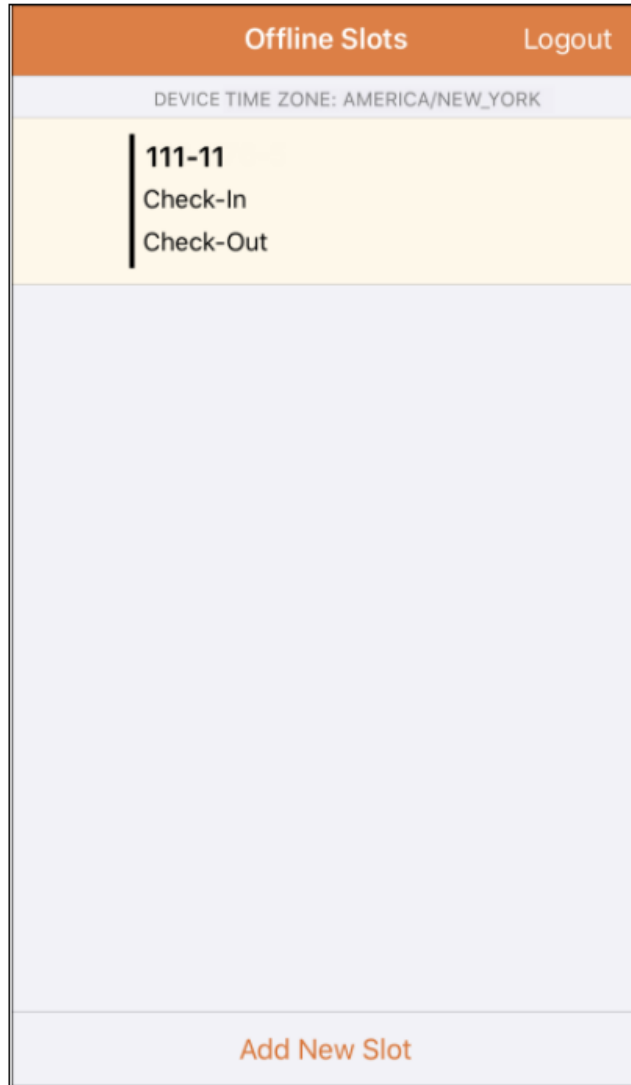 Offline Slots Logout
DEVICE TIME ZONE: AMERICA/NEW_YORK
111-11
Check-In
Check-Out
Add New Slot